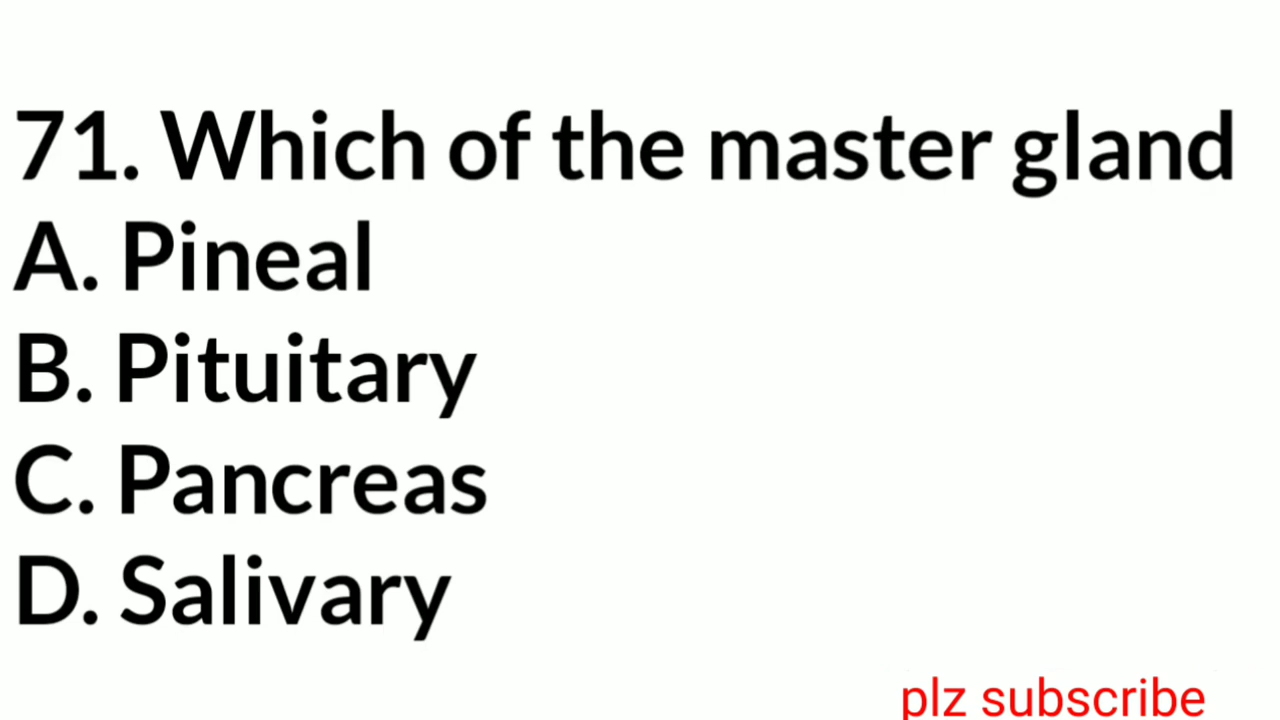 71. Which of the master gland
A. Pineal
B. Pituitary
C. Pancreas
D. Salivary
plz subscribe